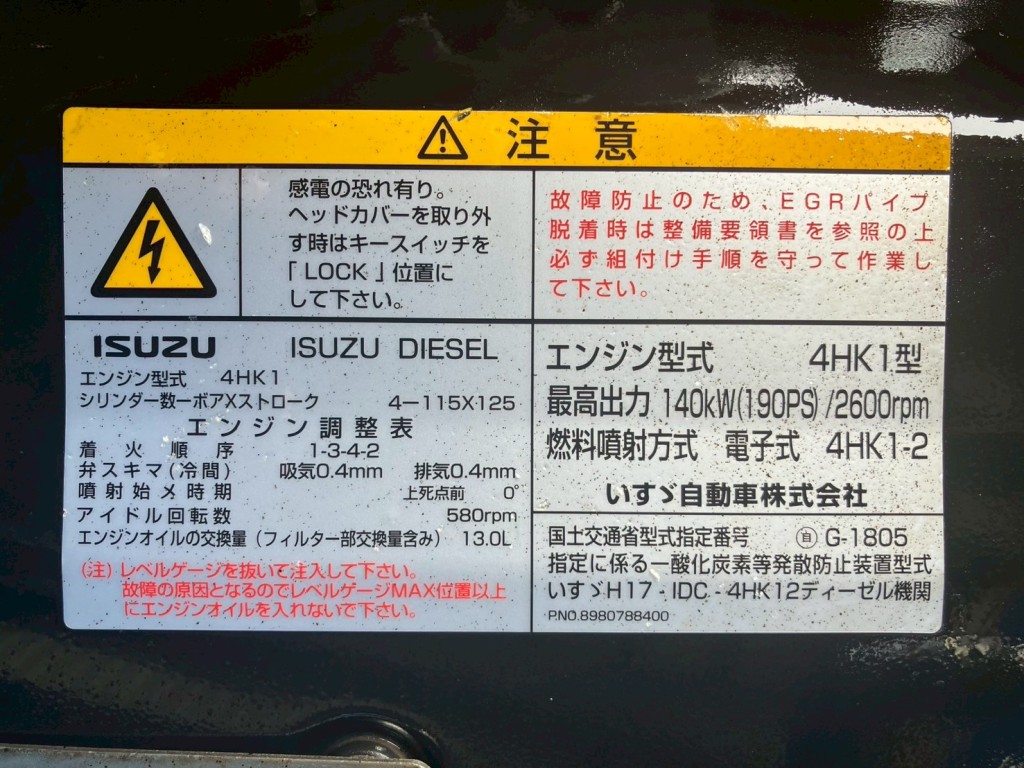 注意
感電の恐れ有り。
ヘッドカバーを取り外
す時はキースイッチを
「LOCK」位置に
して下さい。
故障防止のため、EGRパイプ
脱着時は整備要領書を参照の上
必ず組付け手順を守って作業し
て下さい。
ISUZU ISUZU DIESEL
エンジン型式 4HK1
シリンダー数ーボアXストローク 4－115X125
エンジン調整表
着火順序 1-3-4-2
弁スキマ(冷間) 吸気0.4mm 排気0.4mm
噴射始メ時期 上死点前 0°
アイドル回転数 580rpm
エンジンオイルの交換量(フィルター部交換量含み) 13.0L
(注)レベルゲージを抜いて注入して下さい。
故障の原因となるのでレベルゲージMAX位置以上
にエンジンオイルを入れないで下さい。
エンジン型式 4HK1型
最高出力 140kW(190PS)/2600rpm
燃料噴射方式 電子式 4HK1-2
いすゞ自動車株式会社
国土交通省型式指定番号 ㊀自 G-1805
指定に係る一酸化炭素等発散防止装置型式
いすゞH17-IDC-4HK12ディーゼル機関
P.NO.8980788400